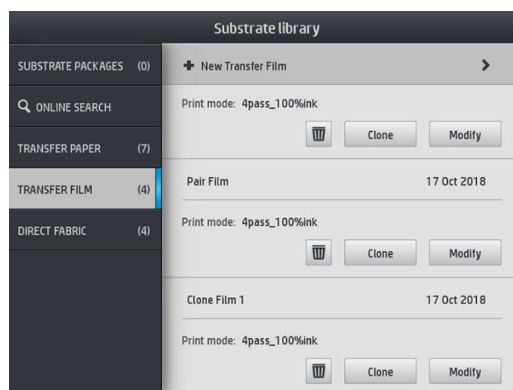 Substrate library
SUBSTRATE PACKAGES (0)
ONLINE SEARCH
TRANSFER PAPER (7)
TRANSFER FILM (4)
DIRECT FABRIC (4)
+ New Transfer Film >
Print mode: 4pass_100%ink
Clone Modify
Pair Film 17 Oct 2018
Print mode: 4pass_100%ink
Clone Modify
Clone Film 1 17 Oct 2018
Print mode: 4pass_100%ink
Clone Modify